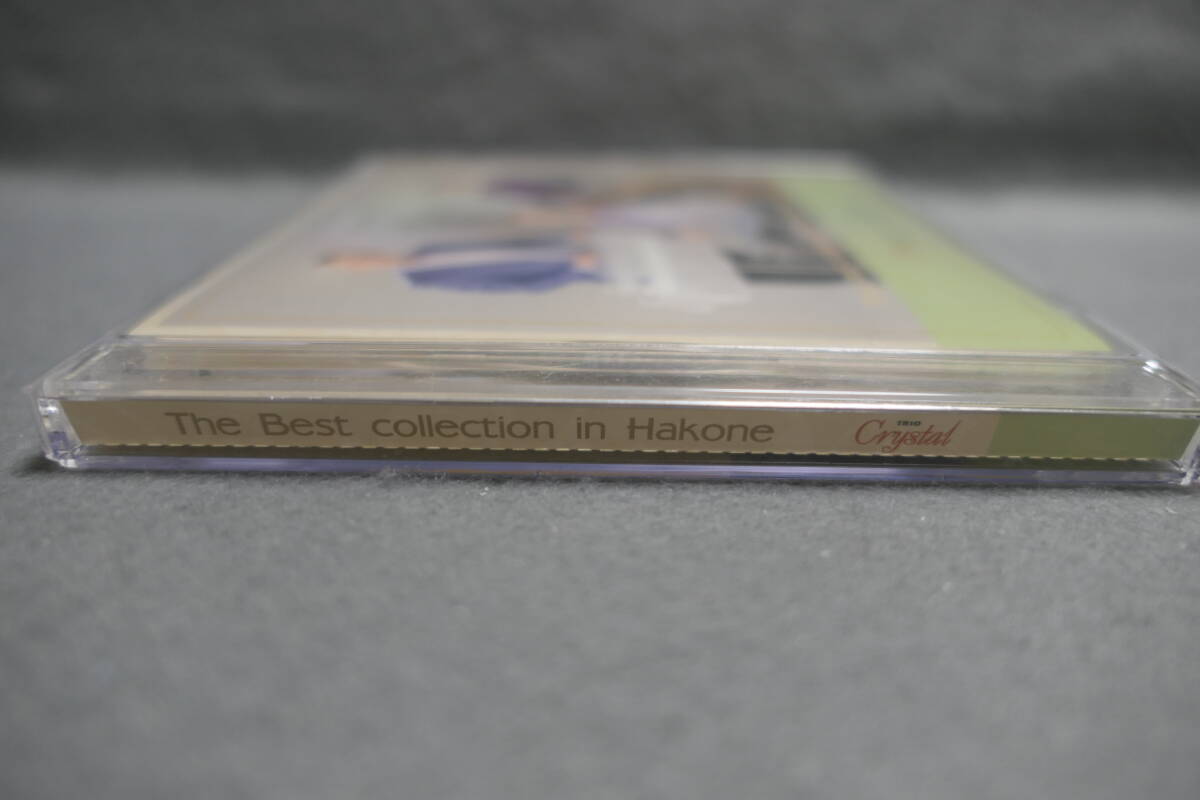 The Best collection in Hakone
TRIO
Crystal